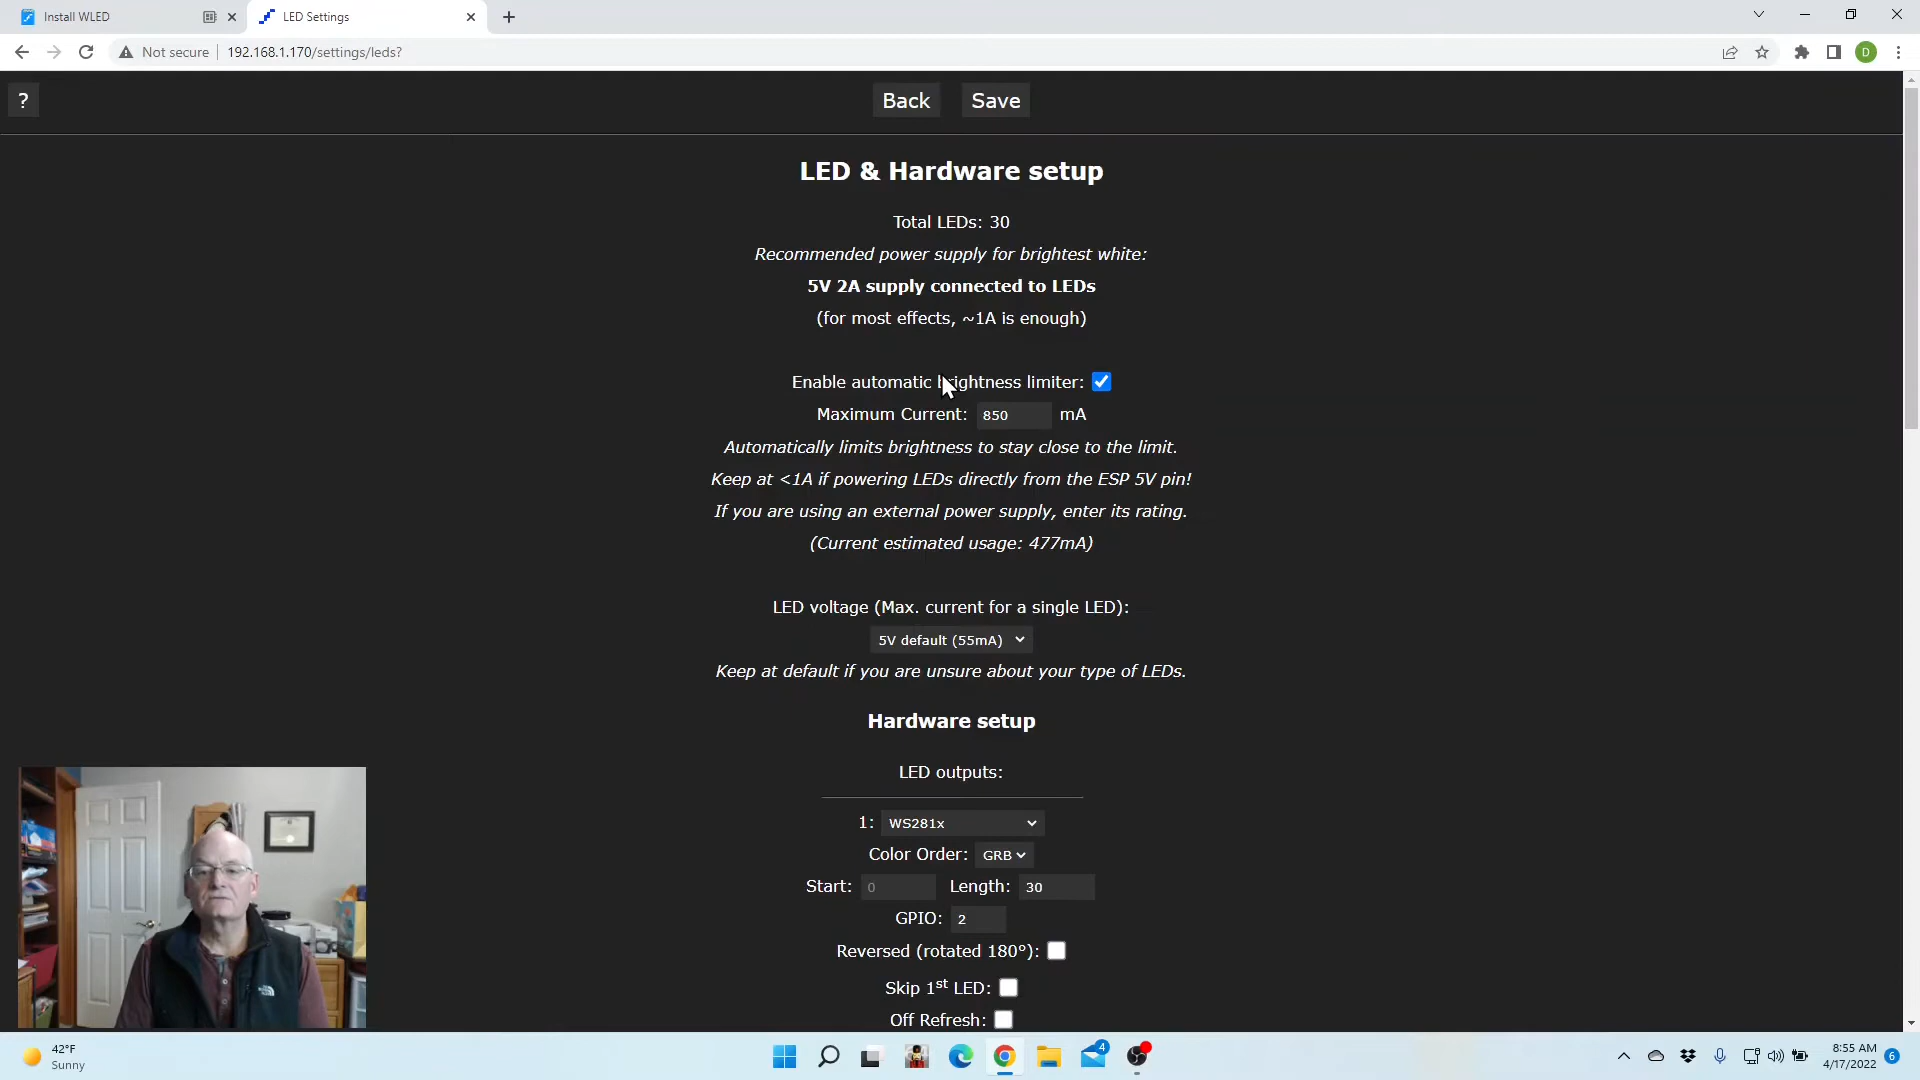 Install WLED
LED Settings
Not secure
192.168.1.170/settings/leds?
D
?
Back
Save
LED & Hardware setup
Total LEDs: 30
Recommended power supply for brightest white:
5V 2A supply connected to LEDs
(for most effects, ~1A is enough)
Enable automatic brightness limiter:
Maximum Current: 850 mA
Automatically limits brightness to stay close to the limit.
Keep at <1A if powering LEDs directly from the ESP 5V pin!
If you are using an external power supply, enter its rating.
(Current estimated usage: 477mA)
LED voltage (Max. current for a single LED):
5V default (55mA)
Keep at default if you are unsure about your type of LEDs.
Hardware setup
LED outputs:
1: WS281x
Color Order: GRB
Start: 0 Length: 30
GPIO: 2
Reversed (rotated 180°):
Skip 1st LED:
Off Refresh:
42°F
Sunny
4
8:55 AM
4/17/2022
6